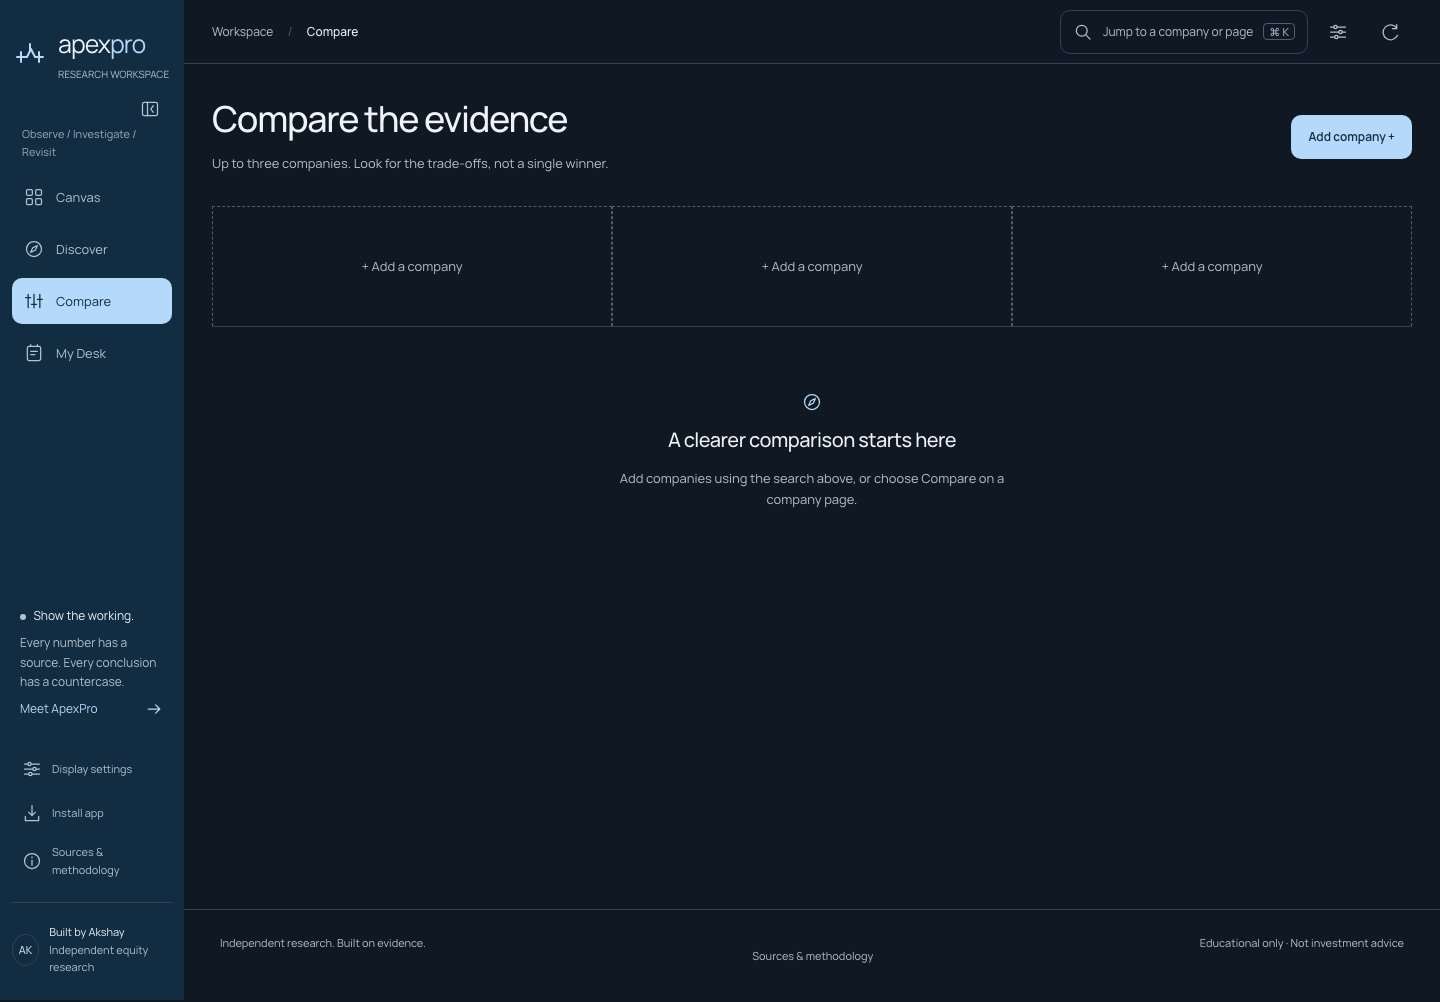 apexpro
RESEARCH WORKSPACE
Observe / Investigate /
Revisit
Canvas
Discover
Compare
My Desk
Show the working.
Every number has a
source. Every conclusion
has a countercase.
Meet ApexPro
Display settings
Install app
Sources &
methodology
AK
Built by Akshay
Independent equity
research
Workspace / Compare
Jump to a company or page ⌘ K
Compare the evidence
Up to three companies. Look for the trade-offs, not a single winner.
Add company +
+ Add a company
+ Add a company
+ Add a company
A clearer comparison starts here
Add companies using the search above, or choose Compare on a
company page.
Independent research. Built on evidence.
Sources & methodology
Educational only · Not investment advice